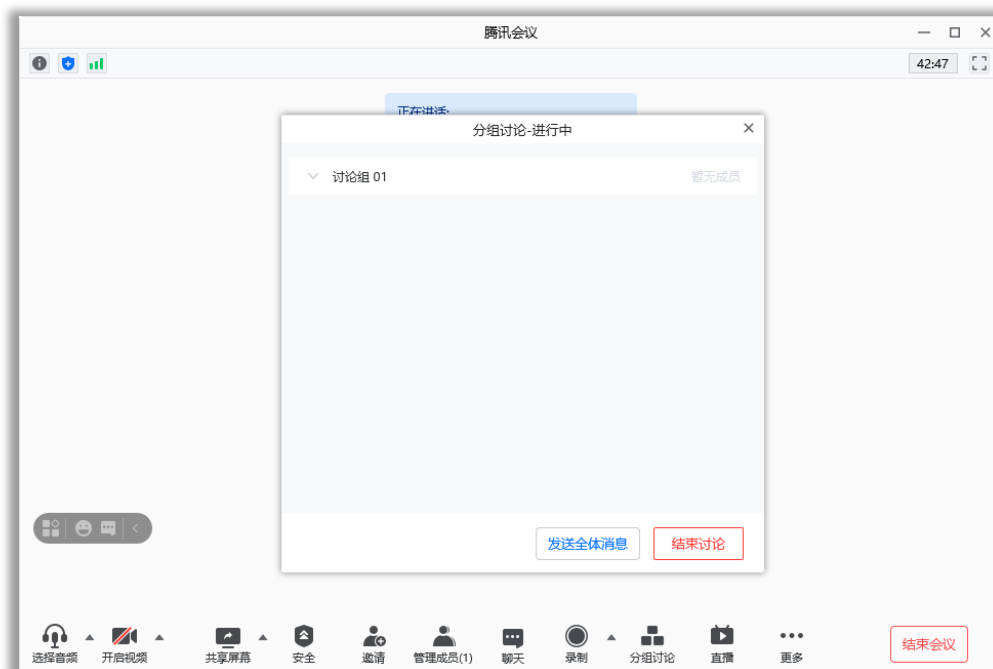 腾讯会议
42:47
正在讲话:
分组讨论-进行中
讨论组 01
暂无成员
发送全体消息
结束讨论
选择音频
开启视频
共享屏幕
安全
邀请
管理成员(1)
聊天
录制
分组讨论
直播
更多
结束会议